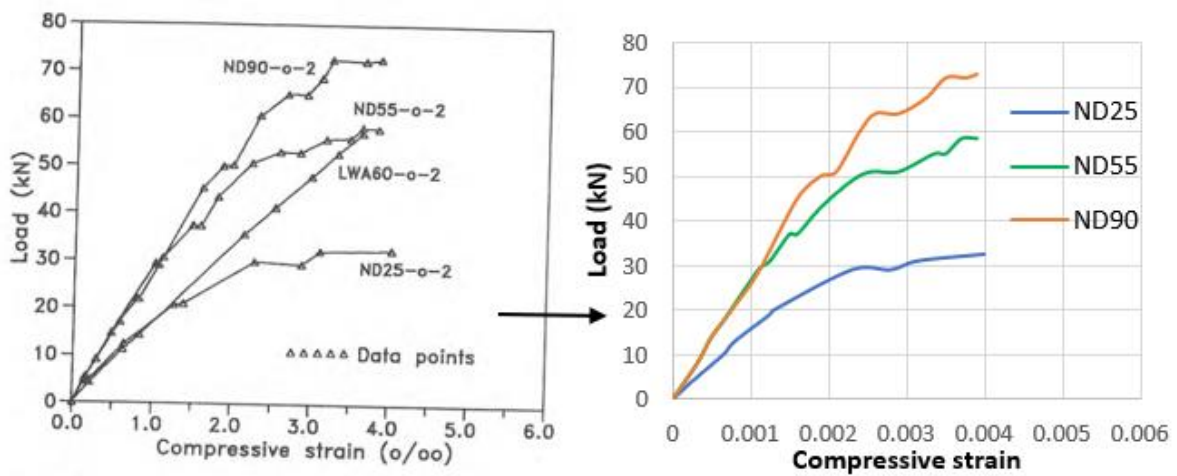 80
70
60
50
40
30
20
10
0
Load (kN)
ND90-o-2
ND55-o-2
LWA60-o-2
ND25-o-2
Data points
0.0 1.0 2.0 3.0 4.0 5.0 6.0
Compressive strain (o/oo)
80
70
60
50
40
30
20
10
0
Load (kN)
ND25
ND55
ND90
0 0.001 0.002 0.003 0.004 0.005 0.006
Compressive strain